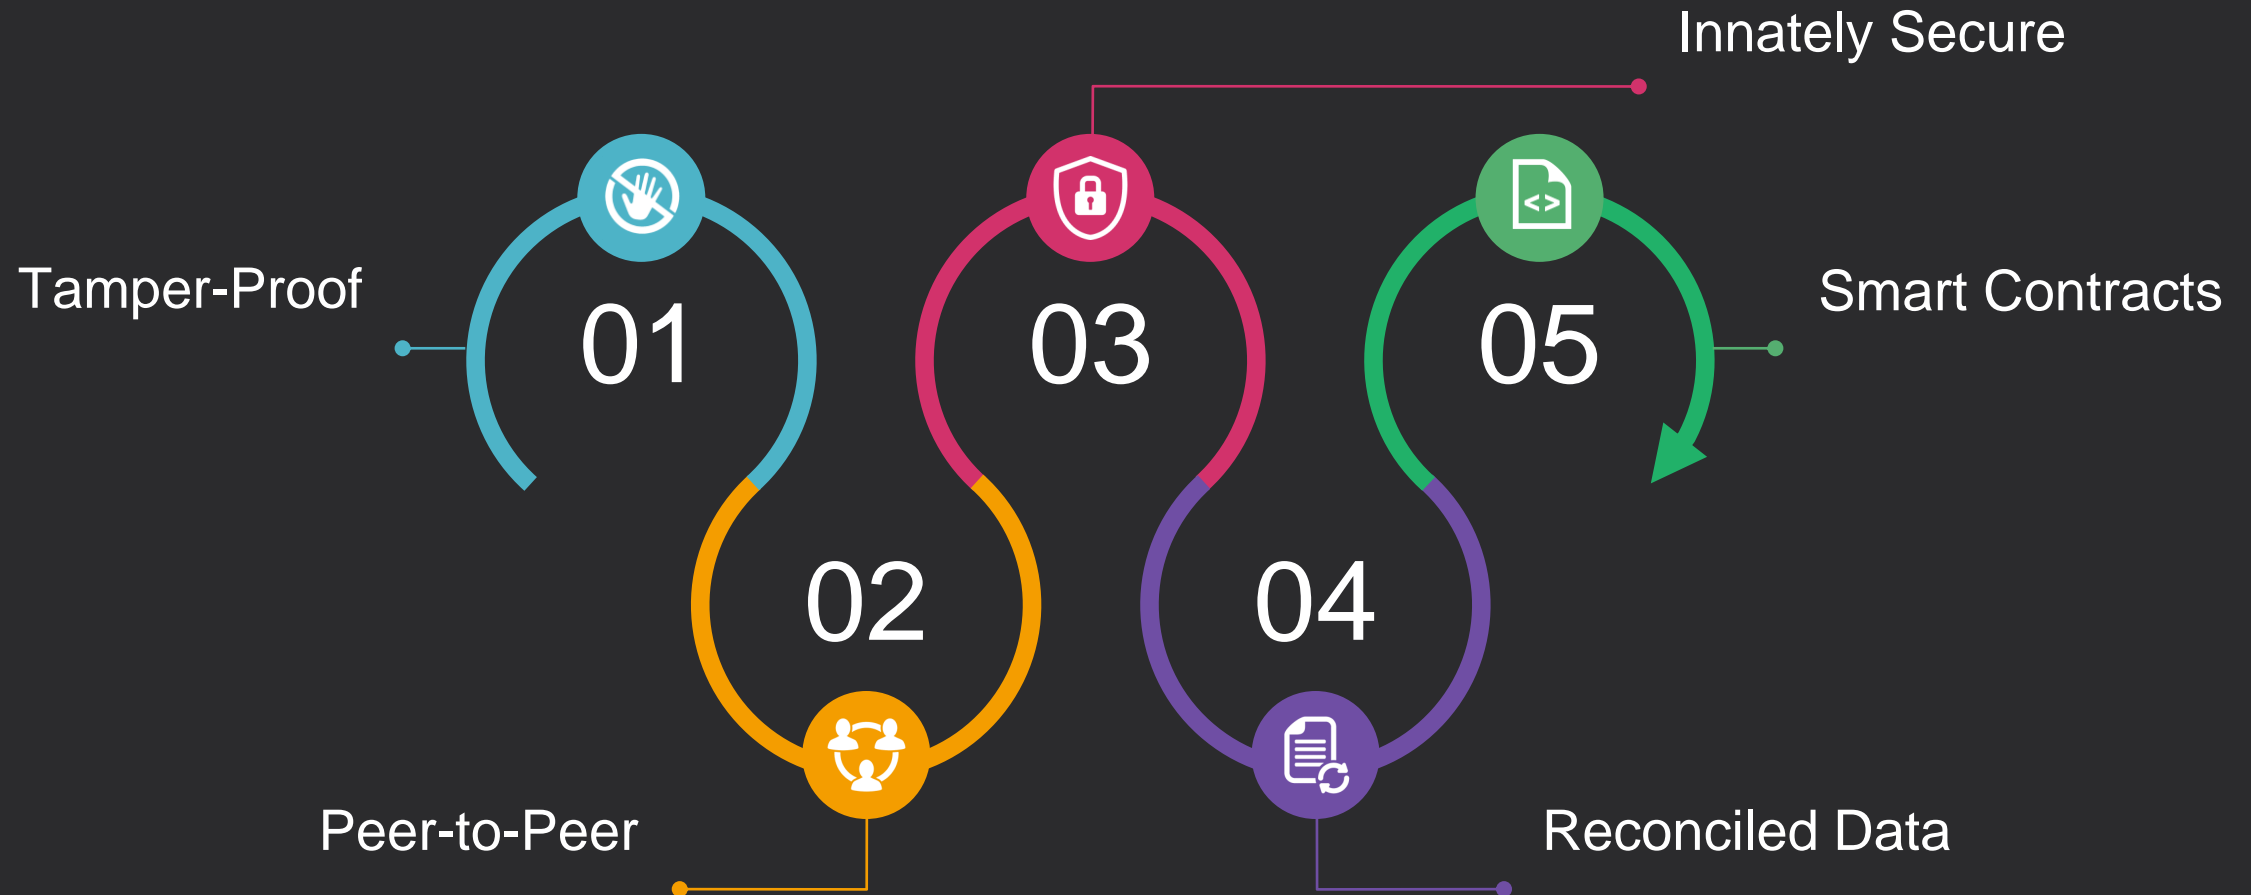 Innately Secure
Tamper-Proof
01
03
05
Smart Contracts
02
04
Peer-to-Peer
Reconciled Data